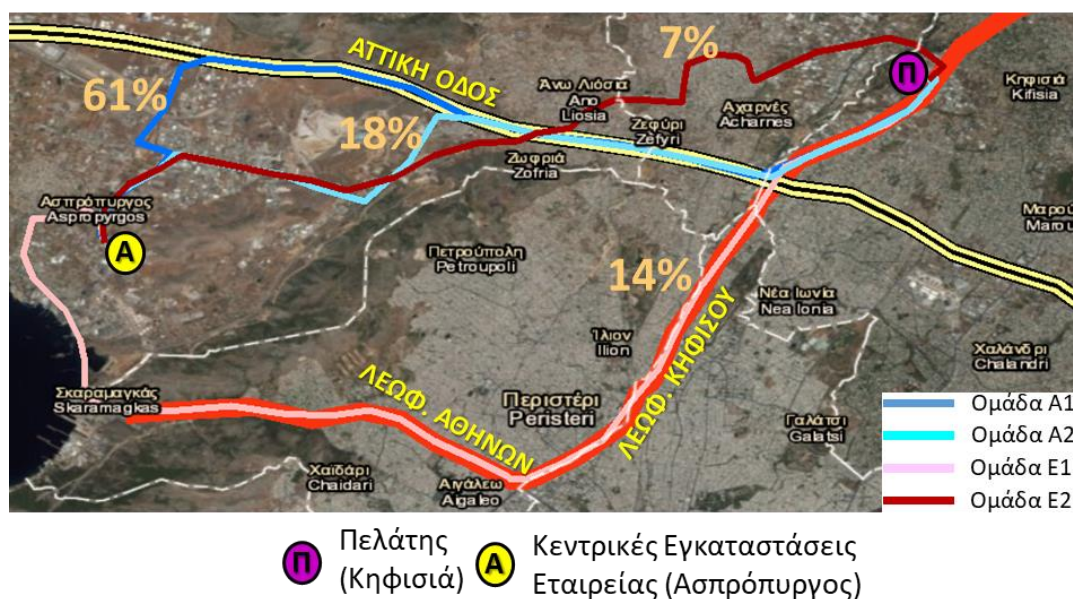 7%
ΑΤΤΙΚΗ ΟΔΟΣ
Π
Κηφισιά
Kifisia
61%
Άνω Λιόσια
Ano
Liosia
Αχαρνές
Acharnes
18%
Ζεφύρι
Zefyri
Ζωφριά
Zofria
Ασπρόπυργος
Aspropyrgos
Μαρού
Marou
Α
Πετρούπολη
Petroupoli
14%
Νέα Ιωνία
Nea Ionia
Ίλιον
Ilion
Χαλάνδρι
Chalandri
ΛΕΩΦ. ΚΗΦΙΣΟΥ
Σκαραμαγκάς
Skaramagkas
Περιστέρι
Peristeri
ΛΕΩΦ. ΑΘΗΝΩΝ
Γαλάτσι
Galatsi
Χαϊδάρι
Chaidari
Αιγάλεω
Aigaleo
Ομάδα Α1
Ομάδα Α2
Ομάδα Ε1
Ομάδα Ε2
Π Πελάτης
(Κηφισιά)
Α Κεντρικές Εγκαταστάσεις
Εταιρείας (Ασπρόπυργος)